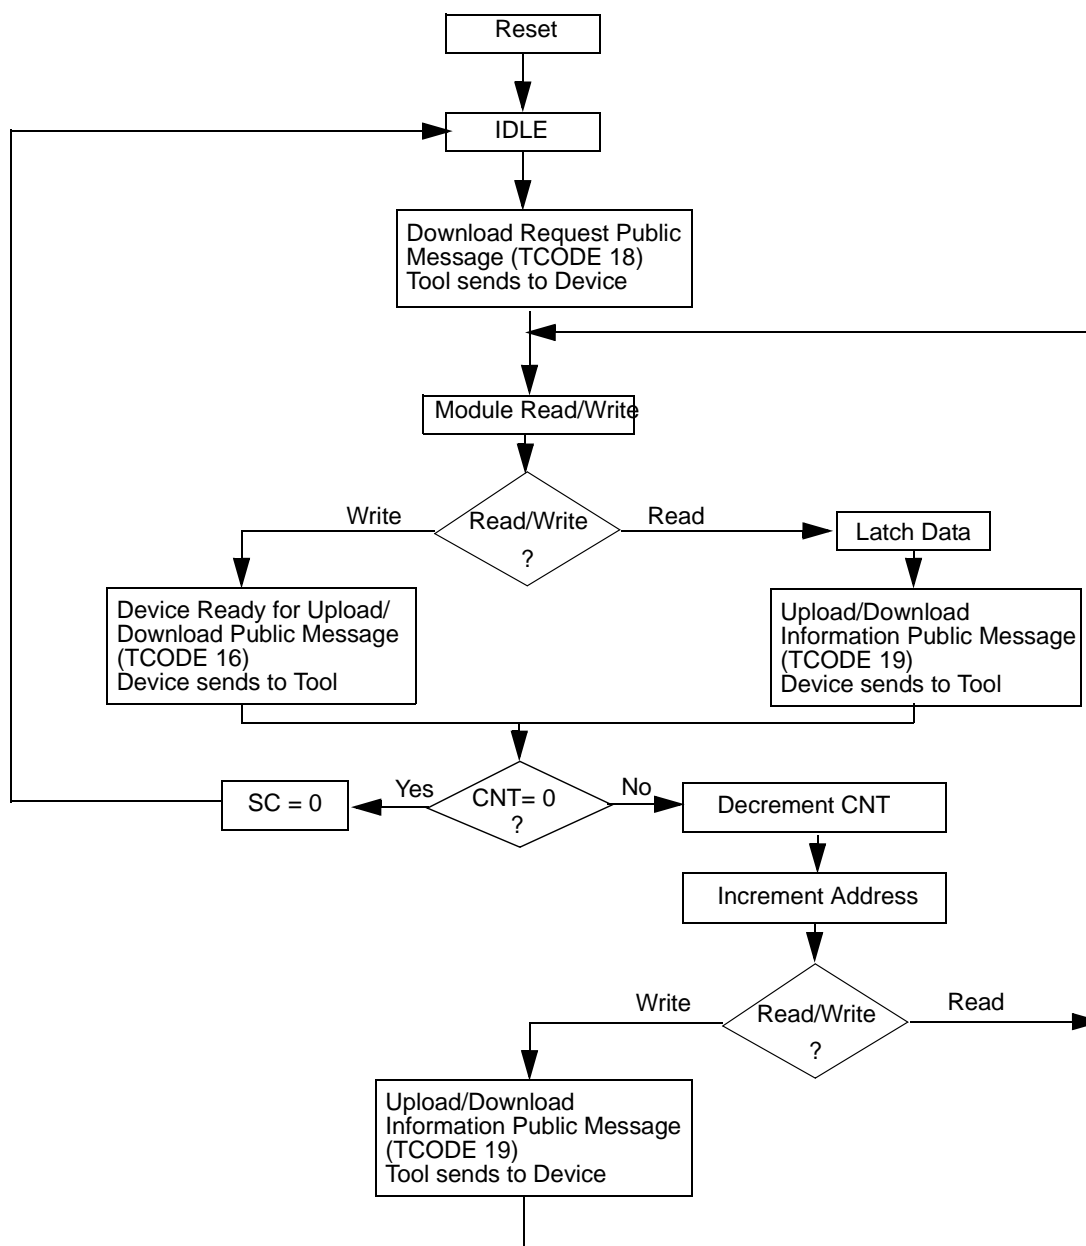 Reset
IDLE
Download Request Public
Message (TCODE 18)
Tool sends to Device
Module Read/Write
Write
Read/Write
?
Read
Latch Data
Device Ready for Upload/
Download Public Message
(TCODE 16)
Device sends to Tool
Upload/Download
Information Public Message
(TCODE 19)
Device sends to Tool
SC = 0
Yes
CNT= 0
?
No
Decrement CNT
Increment Address
Write
Read/Write
?
Read
Upload/Download
Information Public Message
(TCODE 19)
Tool sends to Device